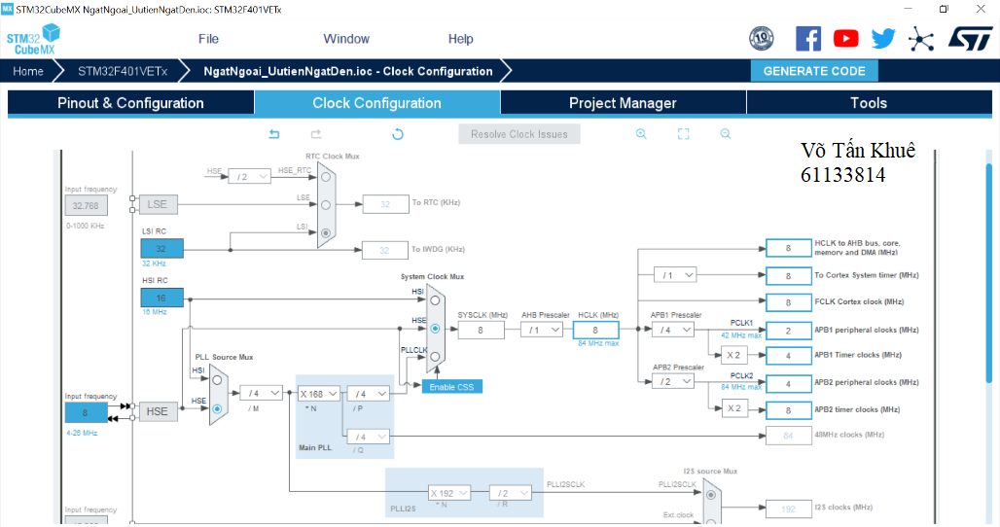 MX STM32CubeMX NgatNgoai_UutienNgatDen.ioc: STM32F401VETx
STM32
CubeMX
File Window Help
10
ST
Home STM32F401VETx NgatNgoai_UutienNgatDen.ioc - Clock Configuration GENERATE CODE
Pinout & Configuration Clock Configuration Project Manager Tools
Resolve Clock Issues
Võ Tấn Khuê
61133814
RTC Clock Mux
HSE / 2 HSE_RTC
Input frequency
32.768
0-1000 KHz
LSE
LSE
32 To RTC (KHz)
LSI
LSI RC
32
32 KHz
32 To IWDG (KHz)
HSI RC
16
16 MHz
System Clock Mux
HSI
HSE
PLLCLK
Enable CSS
SYSCLK (MHz)
8
AHB Prescaler
/ 1
HCLK (MHz)
8
84 MHz max
8 HCLK to AHB bus, core,
memory and DMA (MHz)
/ 1 8 To Cortex System timer (MHz)
8 FCLK Cortex clock (MHz)
APB1 Prescaler
/ 4
PCLK1
42 MHz max
2 APB1 peripheral clocks (MHz)
X 2 4 APB1 Timer clocks (MHz)
APB2 Prescaler
/ 2
PCLK2
84 MHz max
4 APB2 peripheral clocks (MHz)
X 2 8 APB2 timer clocks (MHz)
84 48MHz clocks (MHz)
PLL Source Mux
HSI
HSE
Input frequency
8
4-26 MHz
HSE
/ 4
/ M
X 168
* N
/ 4
/ P
/ 4
/ Q
Main PLL
X 192
* N
/ 2
/ R
PLLI2S
PLLI2SCLK
I2S source Mux
PLLI2SCLK
Ext.clock
192 I2S clocks (MHz)
Input frequency